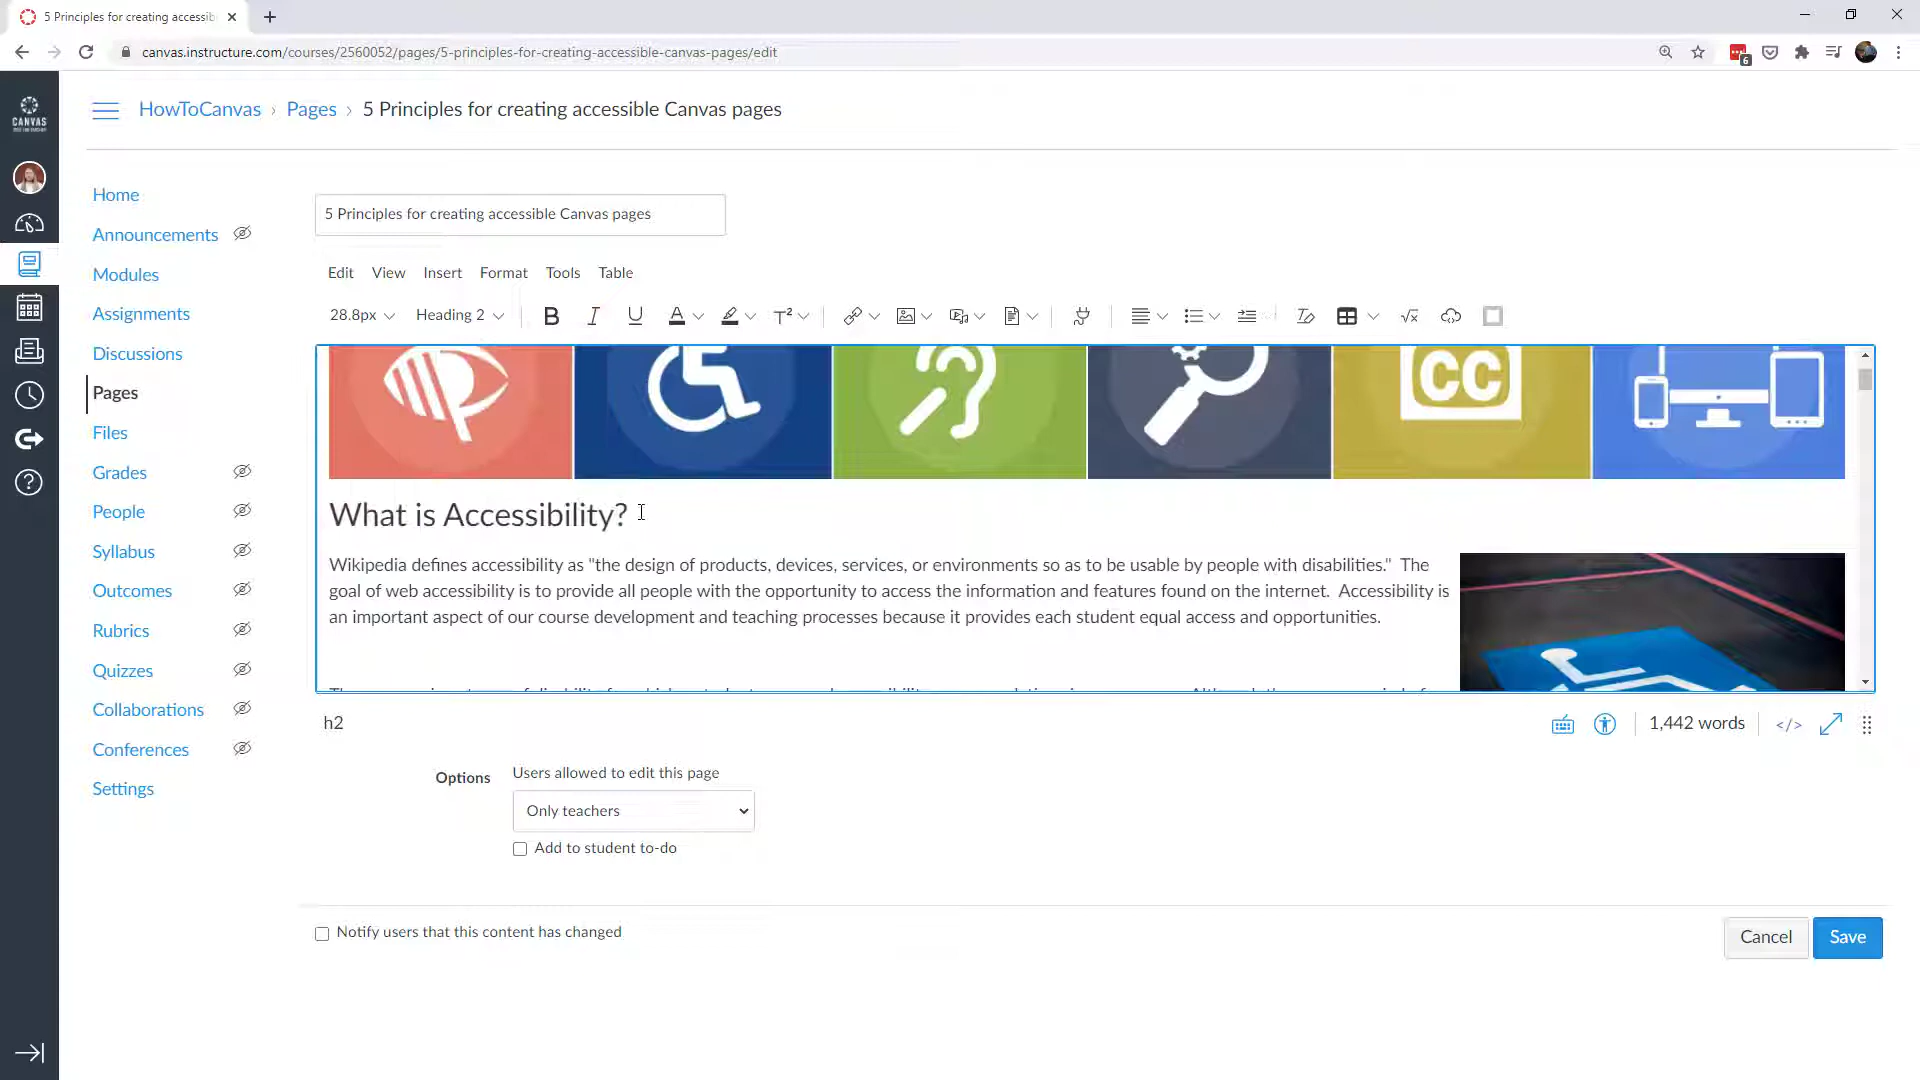 5 Principles for creating accessib
canvas.instructure.com/courses/2560052/pages/5-principles-for-creating-accessible-canvas-pages/edit
6
CANVAS
HowToCanvas › Pages › 5 Principles for creating accessible Canvas pages
Home
Announcements
Modules
Assignments
Discussions
Pages
Files
Grades
People
Syllabus
Outcomes
Rubrics
Quizzes
Collaborations
Conferences
Settings
5 Principles for creating accessible Canvas pages
Edit View Insert Format Tools Table
28.8px Heading 2 B I U A T²
CC
What is Accessibility?
Wikipedia defines accessibility as "the design of products, devices, services, or environments so as to be usable by people with disabilities." The
goal of web accessibility is to provide all people with the opportunity to access the information and features found on the internet. Accessibility is
an important aspect of our course development and teaching processes because it provides each student equal access and opportunities.
h2
1,442 words </>
Options
Users allowed to edit this page
Only teachers
Add to student to-do
Notify users that this content has changed
Cancel Save